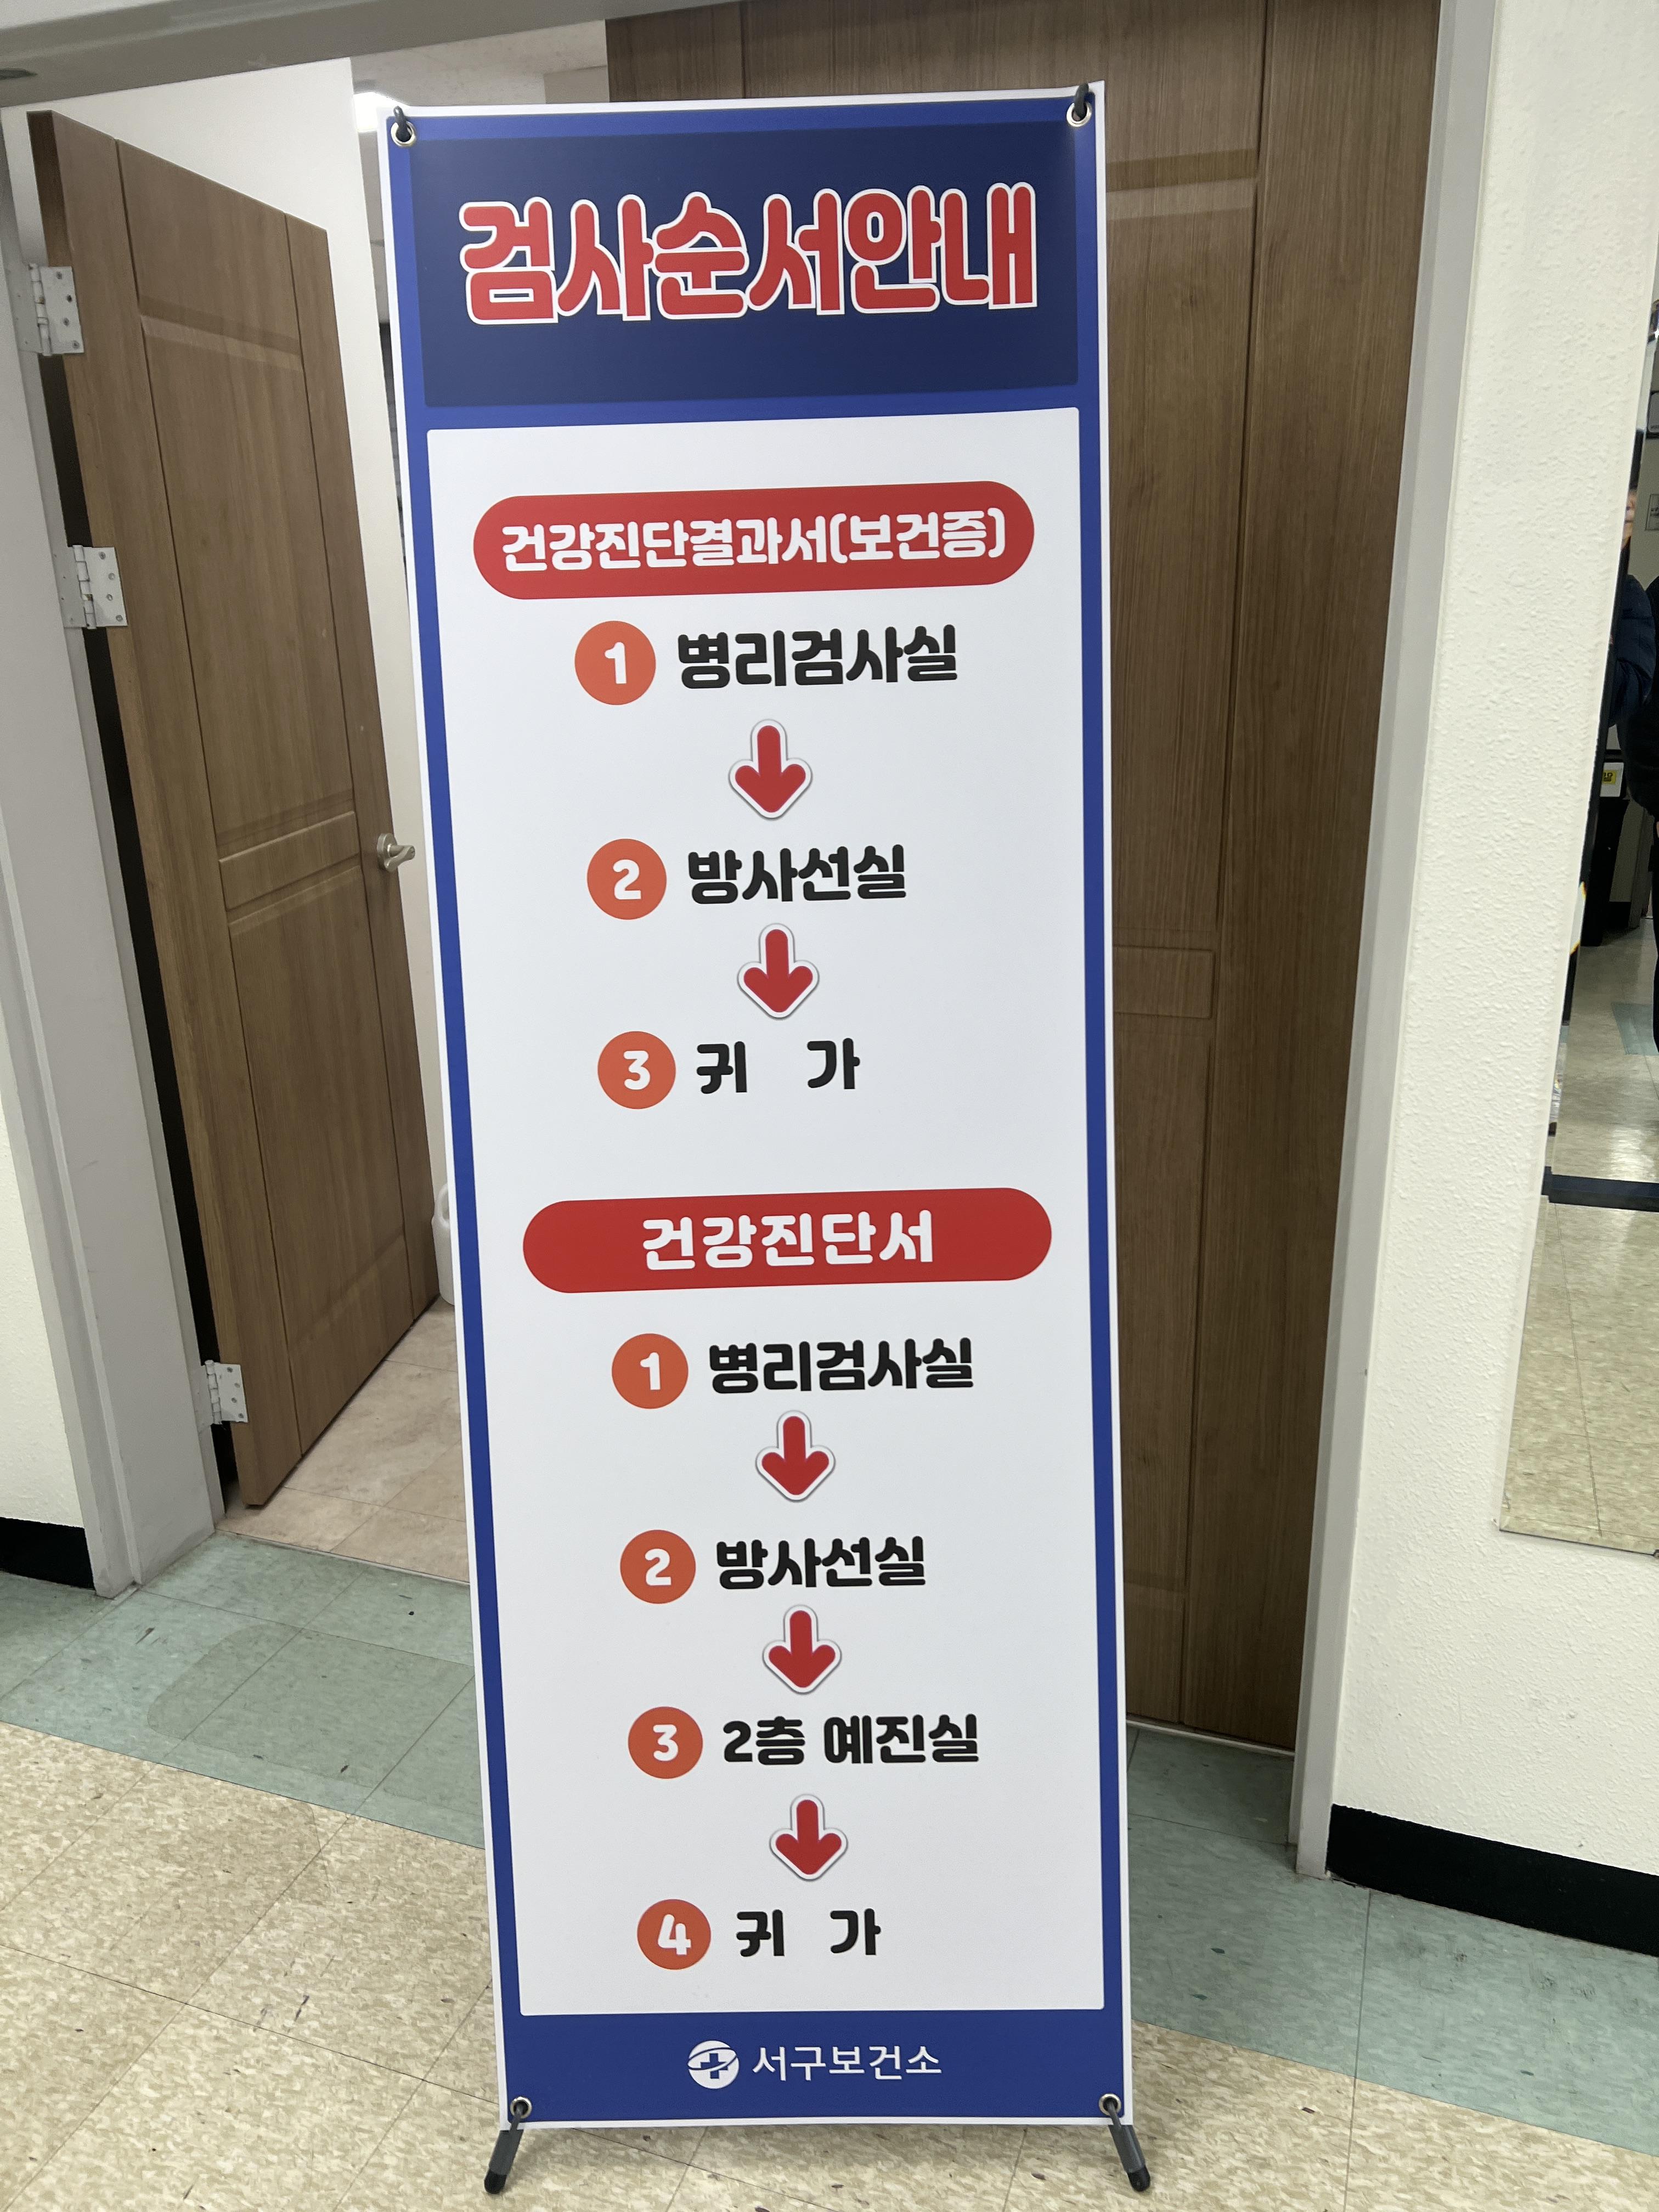 검사순서안내
건강진단결과서(보건증)
1 병리검사실
2 방사선실
3 귀 가
건강진단서
1 병리검사실
2 방사선실
3 2층 예진실
4 귀 가
서구보건소